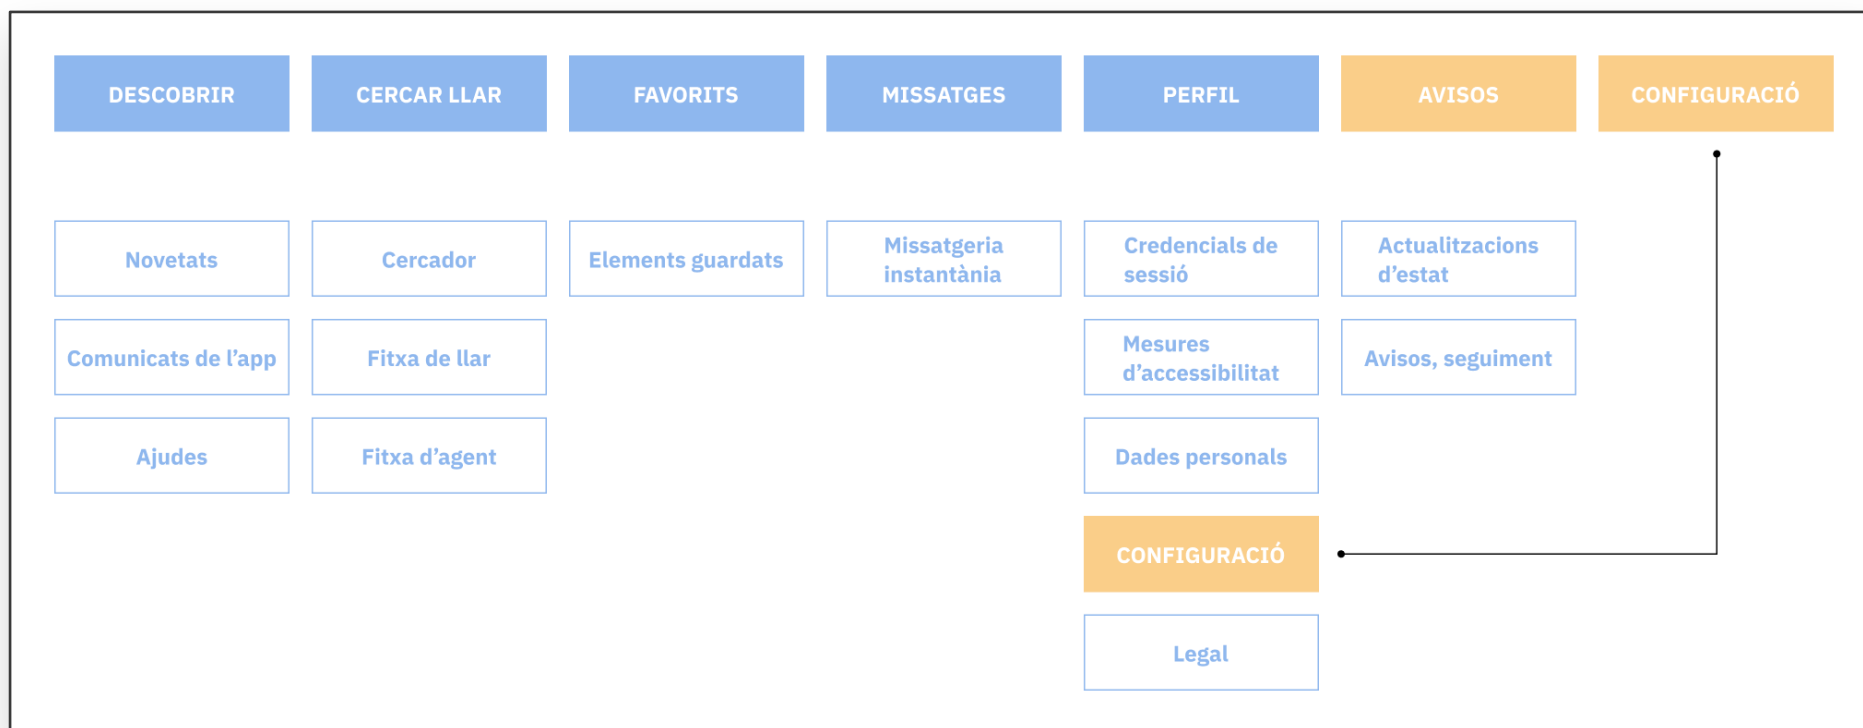 DESCOBRIR
CERCAR LLAR
FAVORITS
MISSATGES
PERFIL
AVISOS
CONFIGURACIÓ
Novetats
Cercador
Elements guardats
Missatgeria
instantània
Credencials de
sessió
Actualitzacions
d’estat
Comunicats de l’app
Fitxa de llar
Mesures
d’accessibilitat
Avisos, seguiment
Ajudes
Fitxa d’agent
Dades personals
CONFIGURACIÓ
Legal